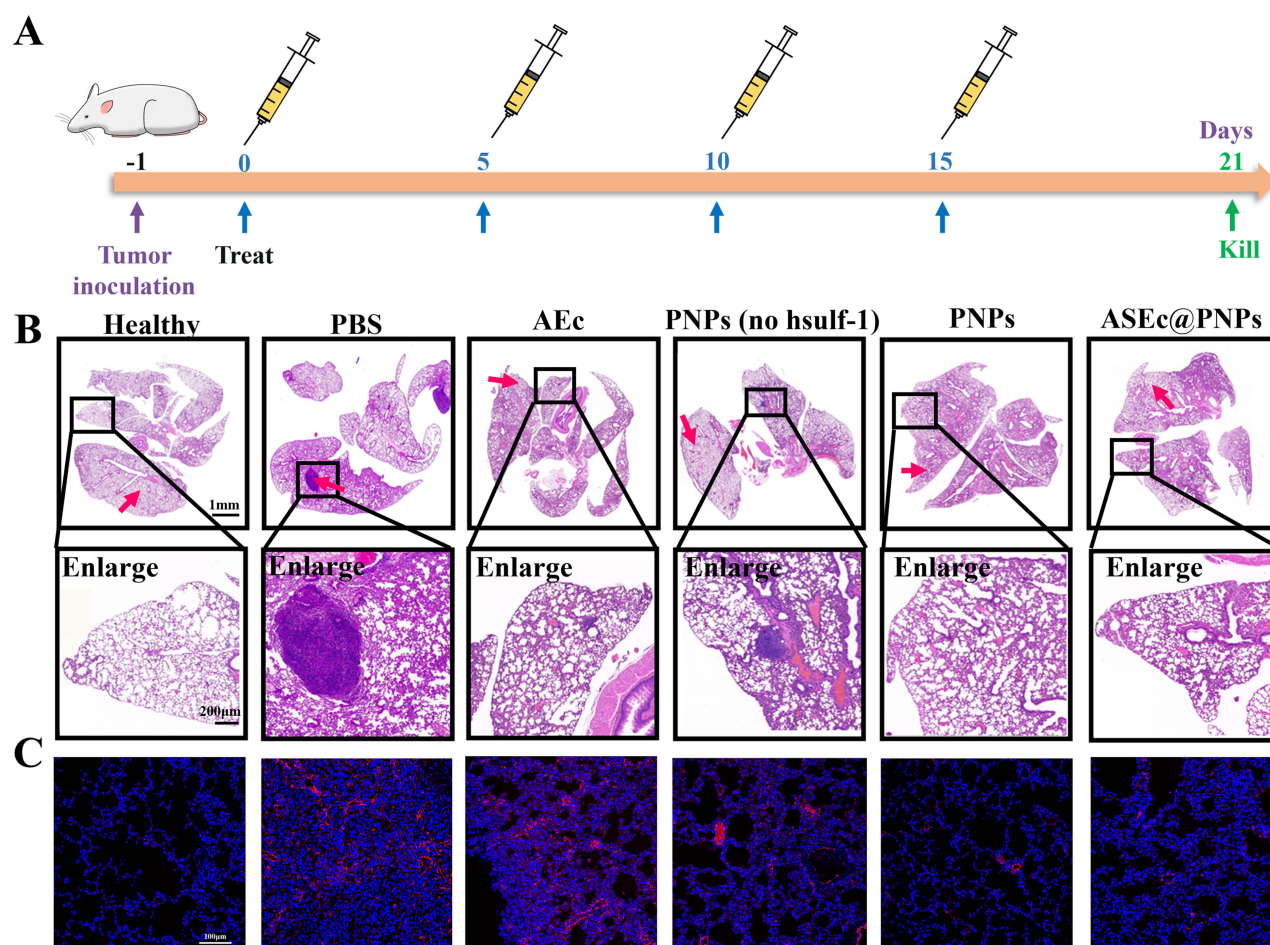 A
Days
-1 0 5 10 15 21
Tumor
inoculation
Treat
Kill
B
Healthy PBS AEc PNPs (no hsulf-1) PNPs ASEc@PNPs
1mm
Enlarge Enlarge Enlarge Enlarge Enlarge Enlarge
200μm
C
100μm